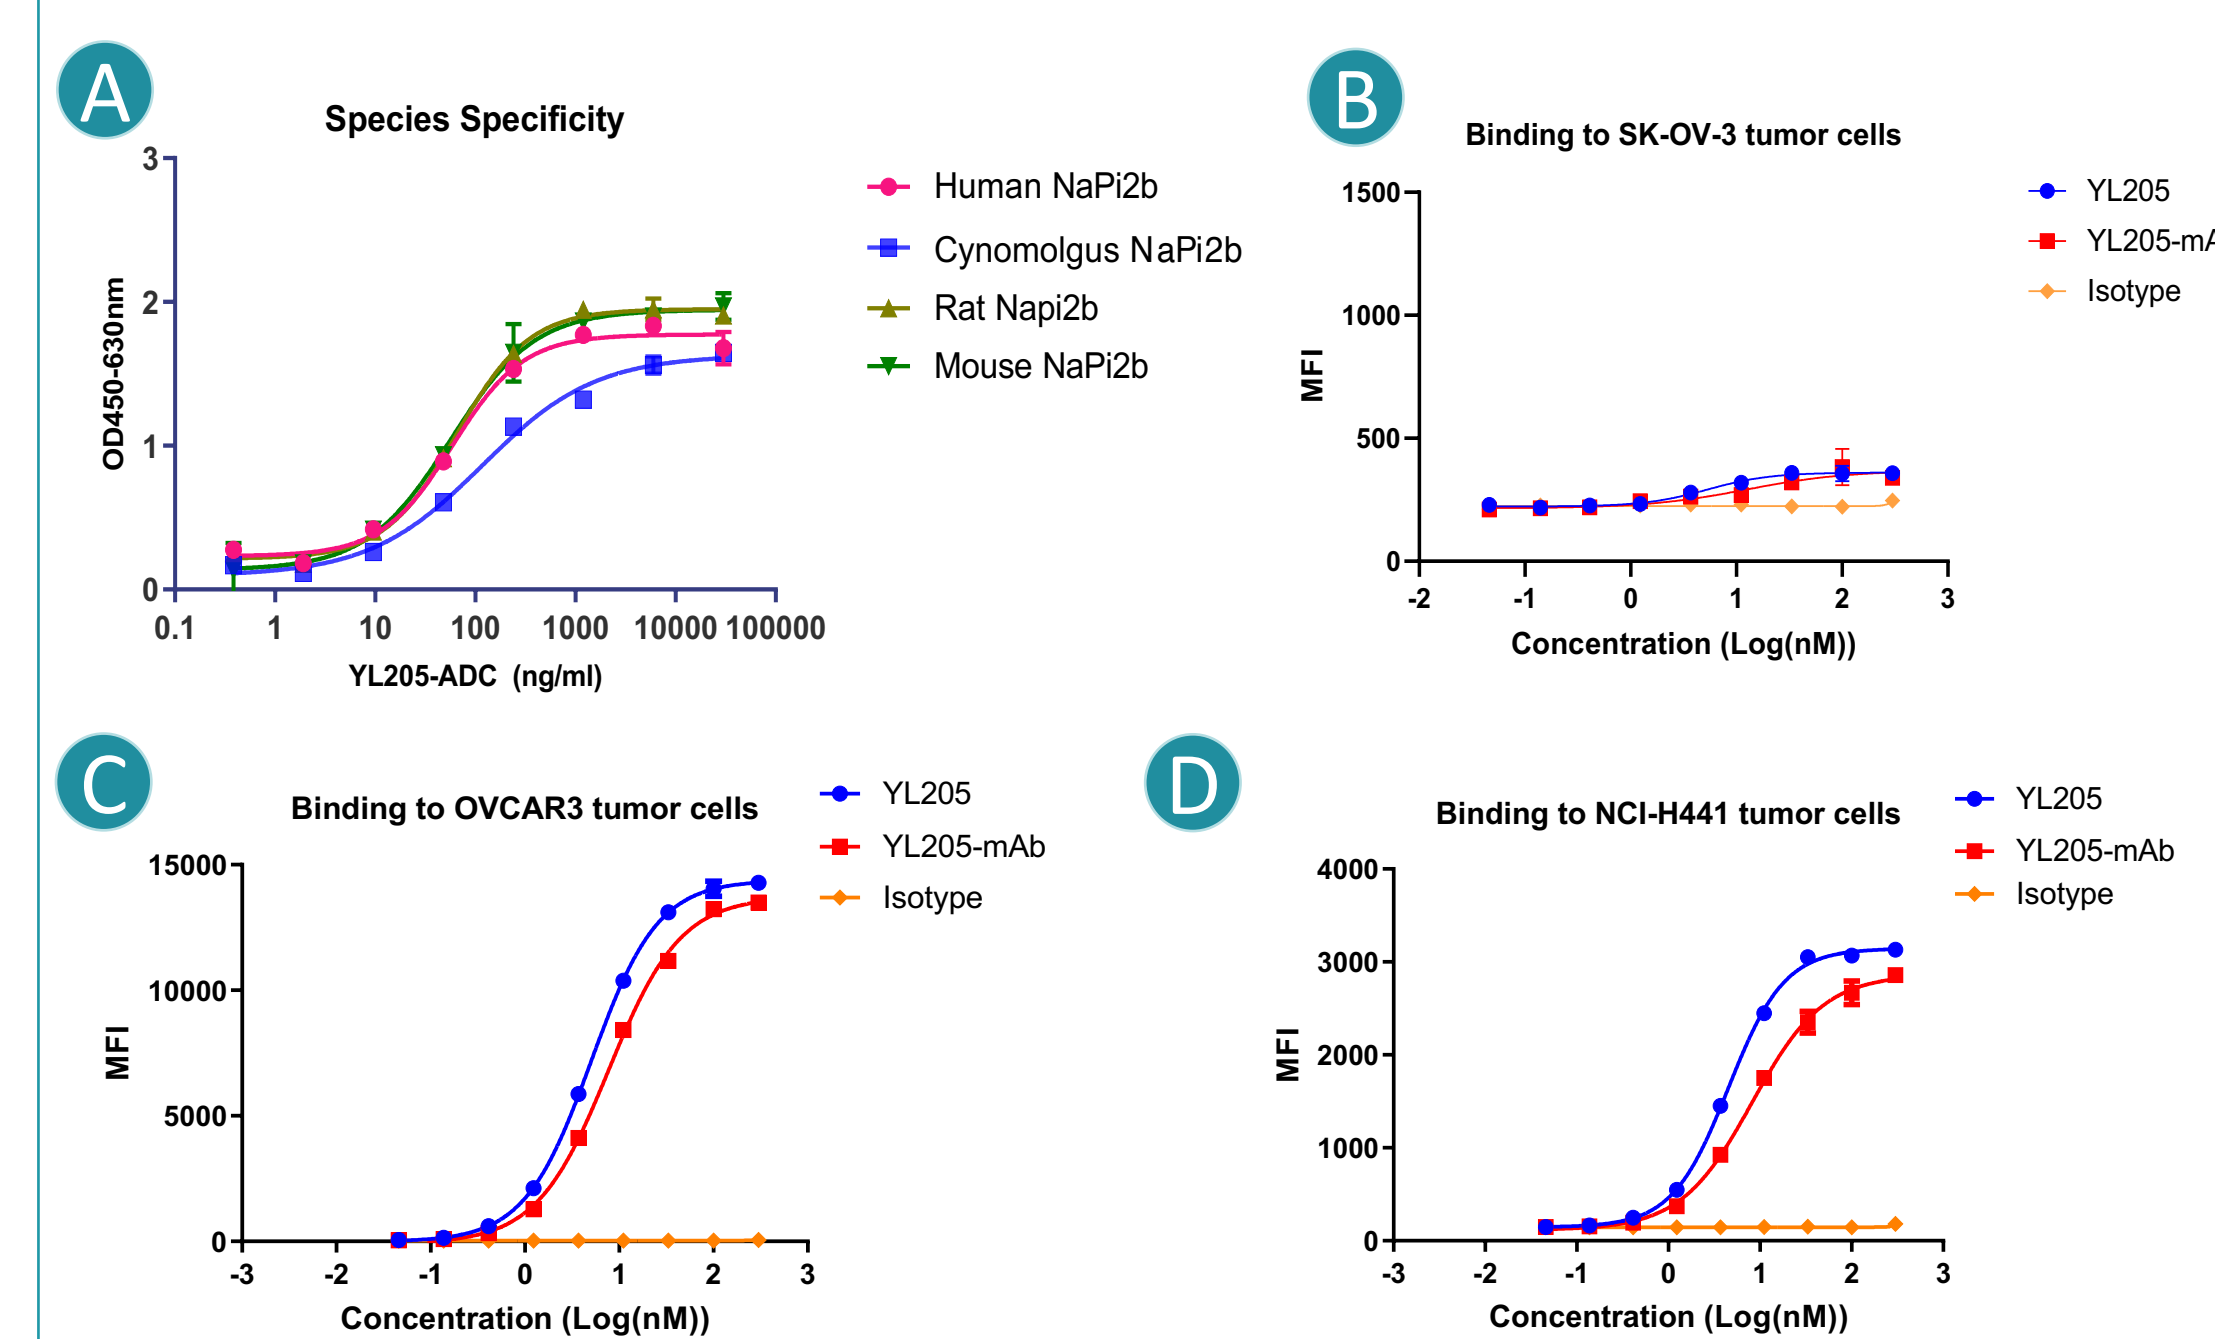 A
Species Specificity
3
2
1
0
OD450-630nm
0.1 1 10 100 1000 10000 100000
YL205-ADC (ng/ml)
Human NaPi2b
Cynomolgus NaPi2b
Rat Napi2b
Mouse NaPi2b
B
Binding to SK-OV-3 tumor cells
1500
1000
500
0
MFI
-2 -1 0 1 2 3
Concentration (Log(nM))
YL205
YL205-mA
Isotype
C
Binding to OVCAR3 tumor cells
15000
10000
5000
0
MFI
-3 -2 -1 0 1 2 3
Concentration (Log(nM))
YL205
YL205-mAb
Isotype
D
Binding to NCI-H441 tumor cells
4000
3000
2000
1000
0
MFI
-3 -2 -1 0 1 2 3
Concentration (Log(nM))
YL205
YL205-mAb
Isotype